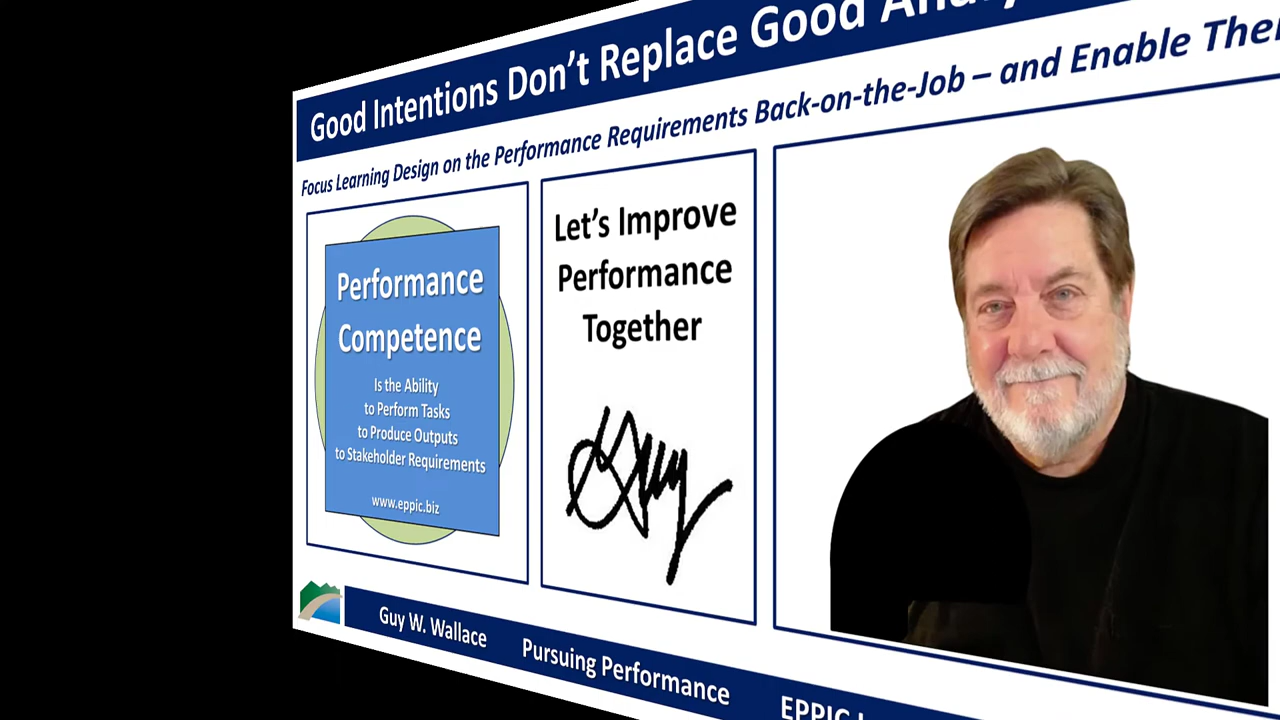 Good Intentions Don't Replace Good
Focus Learning Design on the Performance Requirements Back-on-the-Job – and Enable
Performance
Competence
Is the Ability
to Perform Tasks
to Produce Outputs
to Stakeholder Requirements
www.eppic.biz
Let's Improve
Performance
Together
Guy
Guy W. Wallace Pursuing Performance EPPIC